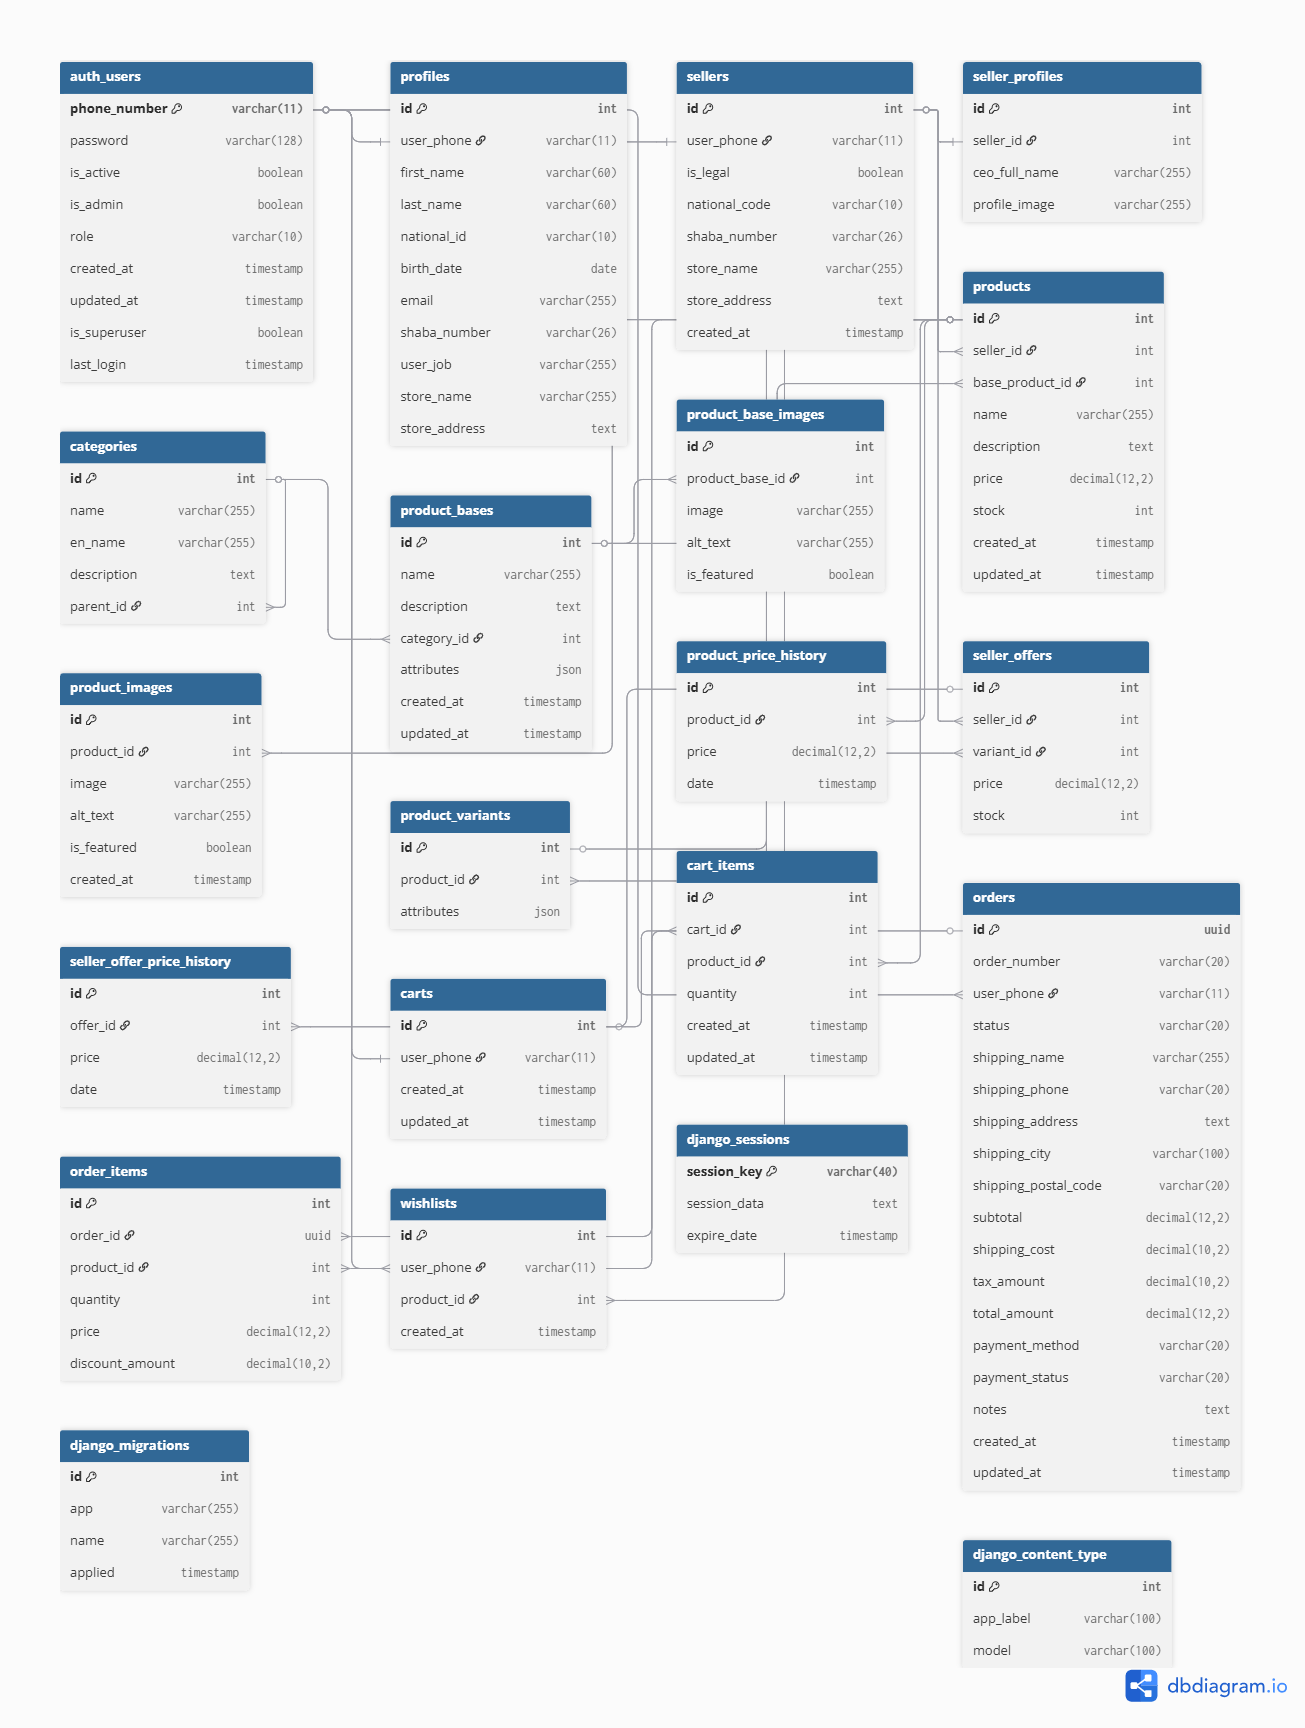 auth_users
phone_number varchar(11)
password varchar(128)
is_active boolean
is_admin boolean
role varchar(10)
created_at timestamp
updated_at timestamp
is_superuser boolean
last_login timestamp
profiles
id int
user_phone varchar(11)
first_name varchar(60)
last_name varchar(60)
national_id varchar(10)
birth_date date
email varchar(255)
shaba_number varchar(26)
user_job varchar(255)
store_name varchar(255)
store_address text
sellers
id int
user_phone varchar(11)
is_legal boolean
national_code varchar(10)
shaba_number varchar(26)
store_name varchar(255)
store_address text
created_at timestamp
seller_profiles
id int
seller_id int
ceo_full_name varchar(255)
profile_image varchar(255)
products
id int
seller_id int
base_product_id int
name varchar(255)
description text
price decimal(12,2)
stock int
created_at timestamp
updated_at timestamp
categories
id int
name varchar(255)
en_name varchar(255)
description text
parent_id int
product_bases
id int
name varchar(255)
description text
category_id int
attributes json
created_at timestamp
updated_at timestamp
product_base_images
id int
product_base_id int
image varchar(255)
alt_text varchar(255)
is_featured boolean
product_images
id int
product_id int
image varchar(255)
alt_text varchar(255)
is_featured boolean
created_at timestamp
product_variants
id int
product_id int
attributes json
product_price_history
id int
product_id int
price decimal(12,2)
date timestamp
seller_offers
id int
seller_id int
variant_id int
price decimal(12,2)
stock int
seller_offer_price_history
id int
offer_id int
price decimal(12,2)
date timestamp
carts
id int
user_phone varchar(11)
created_at timestamp
updated_at timestamp
cart_items
id int
cart_id int
product_id int
quantity int
created_at timestamp
updated_at timestamp
orders
id uuid
order_number varchar(20)
user_phone varchar(11)
status varchar(20)
shipping_name varchar(255)
shipping_phone varchar(20)
shipping_address text
shipping_city varchar(100)
shipping_postal_code varchar(20)
subtotal decimal(12,2)
shipping_cost decimal(10,2)
tax_amount decimal(10,2)
total_amount decimal(12,2)
payment_method varchar(20)
payment_status varchar(20)
notes text
created_at timestamp
updated_at timestamp
order_items
id int
order_id uuid
product_id int
quantity int
price decimal(12,2)
discount_amount decimal(10,2)
wishlists
id int
user_phone varchar(11)
product_id int
created_at timestamp
django_sessions
session_key varchar(40)
session_data text
expire_date timestamp
django_migrations
id int
app varchar(255)
name varchar(255)
applied timestamp
django_content_type
id int
app_label varchar(100)
model varchar(100)
dbdiagram.io